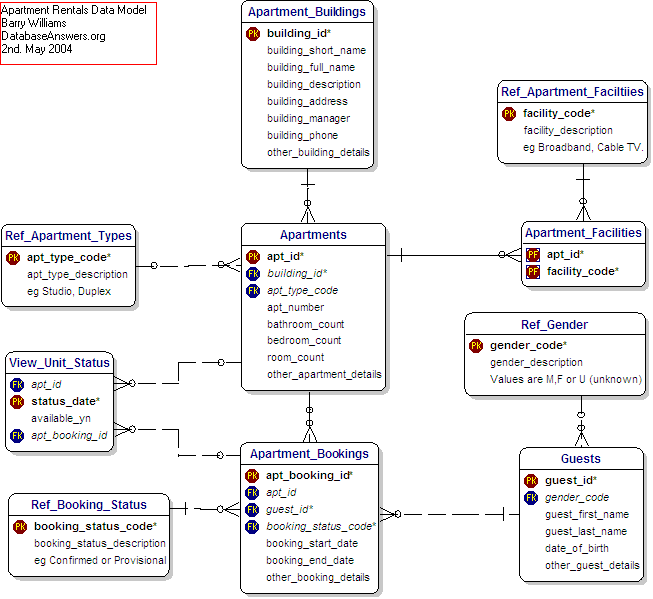 Apartment Rentals Data Model
Barry Williams
DatabaseAnswers.org
2nd. May 2004
Apartment_Buildings
PK building_id*
building_short_name
building_full_name
building_description
building_address
building_manager
building_phone
other_building_details
Ref_Apartment_Faciltiies
PK facility_code*
facility_description
eg Broadband, Cable TV.
Ref_Apartment_Types
PK apt_type_code*
apt_type_description
eg Studio, Duplex
Apartments
PK apt_id*
FK building_id*
FK apt_type_code
apt_number
bathroom_count
bedroom_count
room_count
other_apartment_details
Apartment_Facilities
PF apt_id*
PF facility_code*
Ref_Gender
PK gender_code*
gender_description
Values are M,F or U (unknown)
View_Unit_Status
FK apt_id
PK status_date*
available_yn
FK apt_booking_id
Apartment_Bookings
PK apt_booking_id*
FK apt_id
FK guest_id*
FK booking_status_code*
booking_start_date
booking_end_date
other_booking_details
Guests
PK guest_id*
FK gender_code
guest_first_name
guest_last_name
date_of_birth
other_guest_details
Ref_Booking_Status
PK booking_status_code*
booking_status_description
eg Confirmed or Provisional